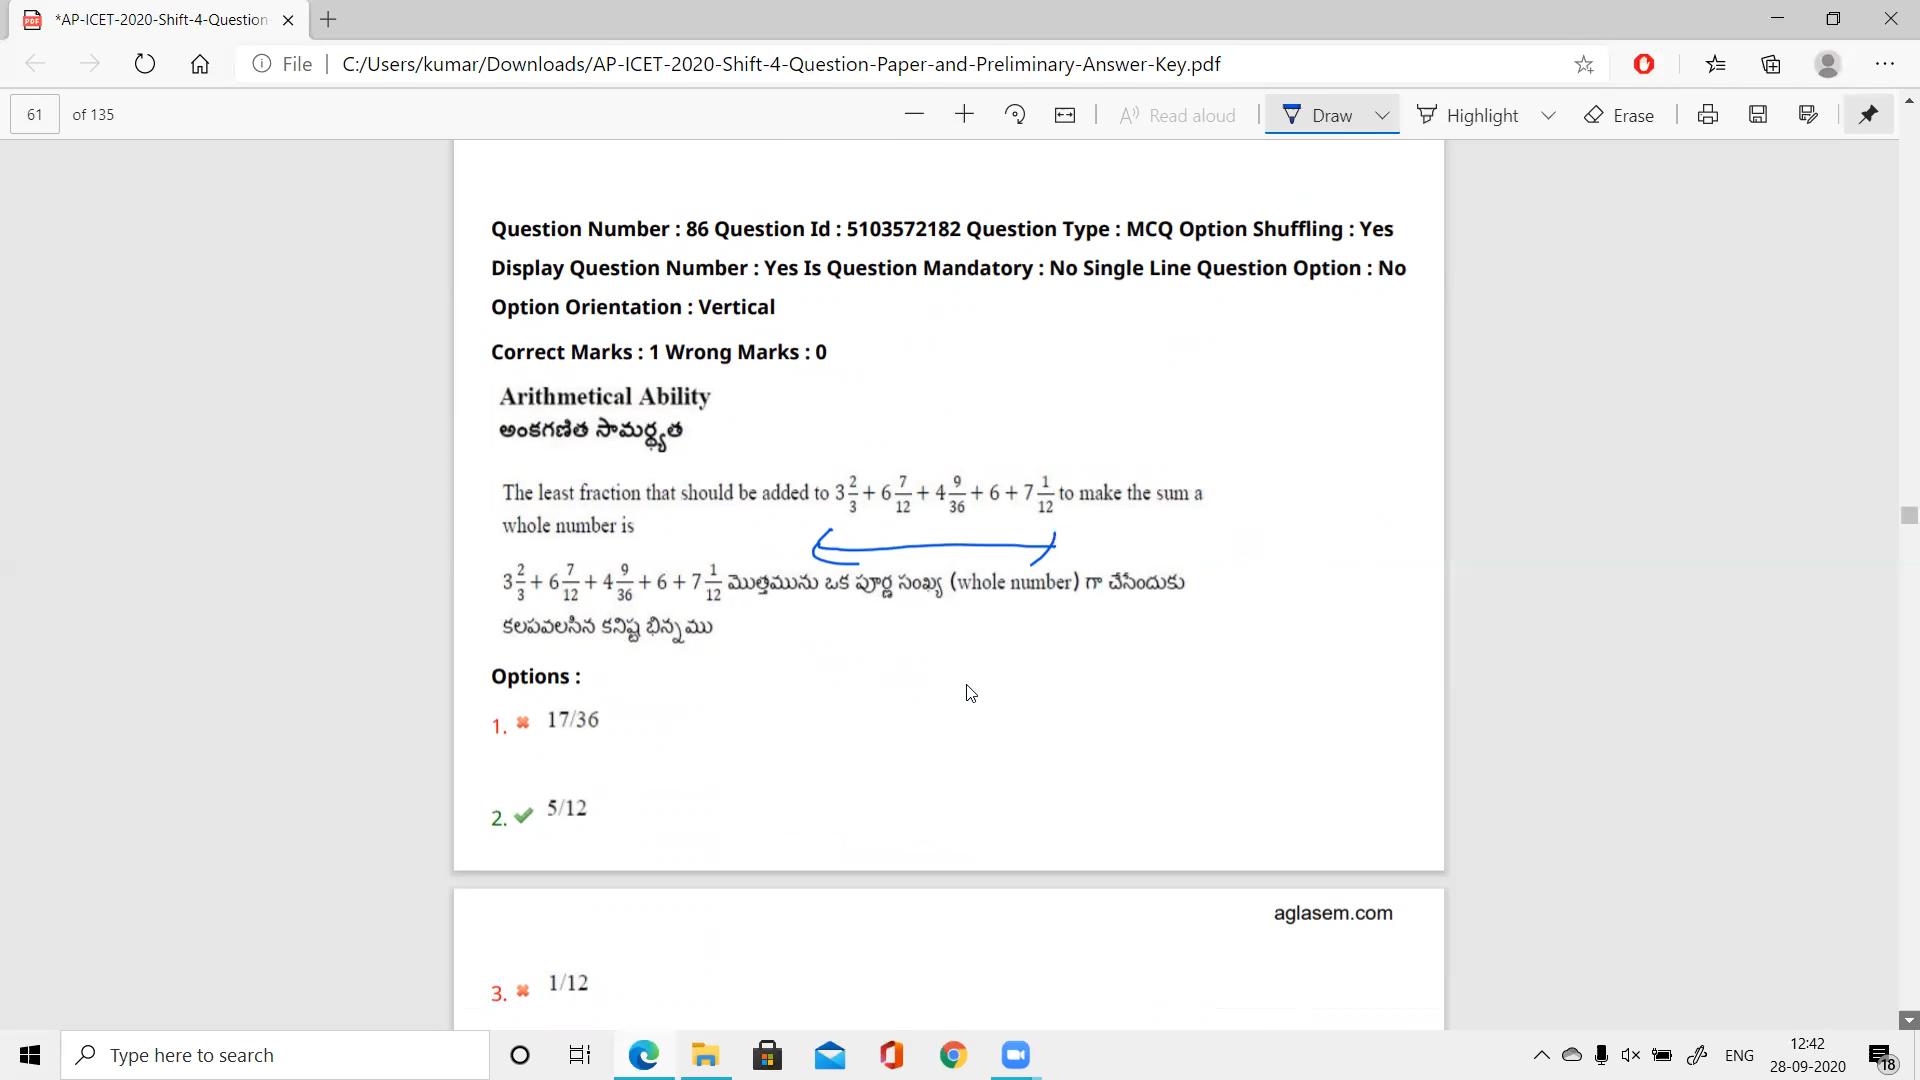 *AP-ICET-2020-Shift-4-Question
File
C:/Users/kumar/Downloads/AP-ICET-2020-Shift-4-Question-Paper-and-Preliminary-Answer-Key.pdf
61 of 135
Read aloud
Draw
Highlight
Erase
Question Number : 86 Question Id : 5103572182 Question Type : MCQ Option Shuffling : Yes
Display Question Number : Yes Is Question Mandatory : No Single Line Question Option : No
Option Orientation : Vertical
Correct Marks : 1 Wrong Marks : 0
Arithmetical Ability
అంకగణిత సామర్థ్యత
The least fraction that should be added to 3 2/3 + 6 7/12 + 4 9/36 + 6 + 7 1/12 to make the sum a
whole number is
3 2/3 + 6 7/12 + 4 9/36 + 6 + 7 1/12 మొత్తమును ఒక పూర్ణ సంఖ్య (whole number) గా చేసేందుకు
కలపవలసిన కనిష్ట భిన్నము
Options :
1. 17/36
2. 5/12
aglasem.com
3. 1/12
Type here to search
ENG
12:42
28-09-2020
18